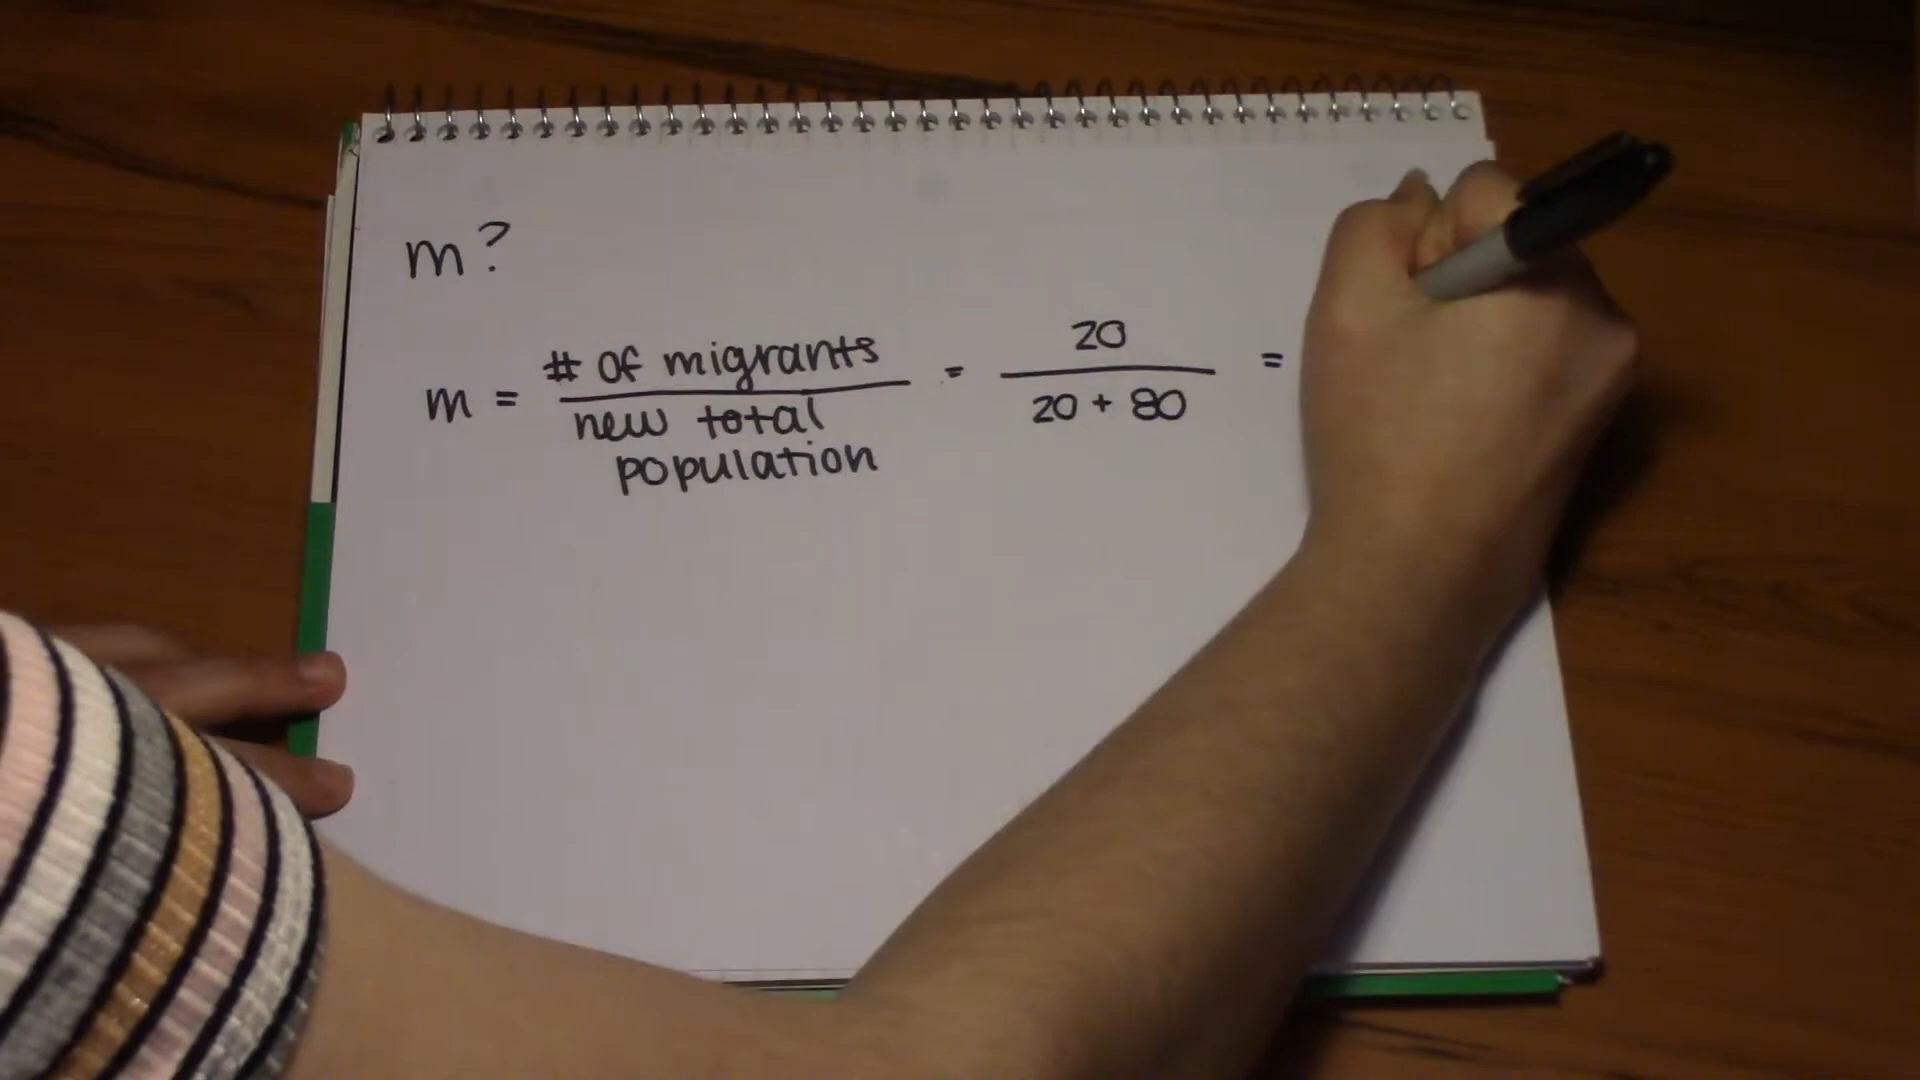 m?
m = # of migrants / new total population = 20 / 20 + 80 =